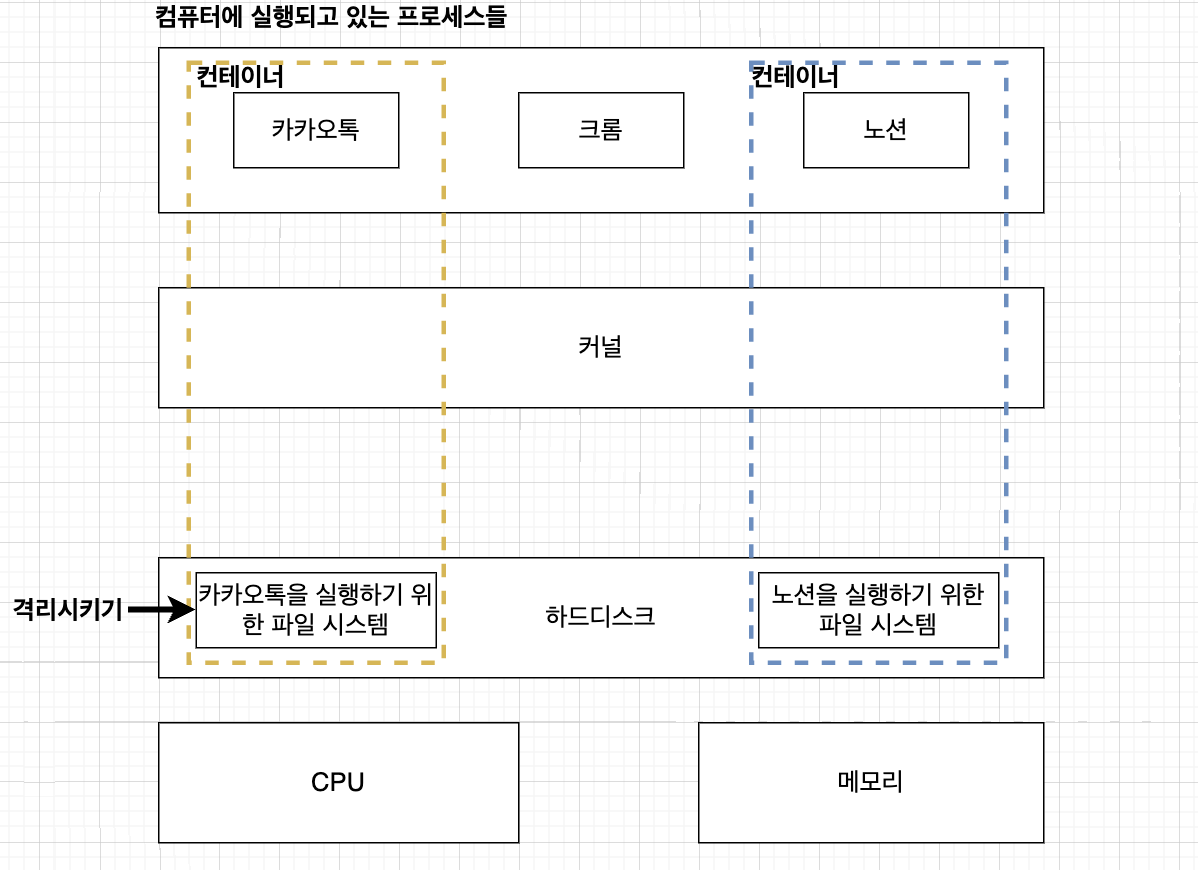 컴퓨터에 실행되고 있는 프로세스들
컨테이너
컨테이너
카카오톡
크롬
노션
커널
격리시키기
카카오톡을 실행하기 위
한 파일 시스템
하드디스크
노션을 실행하기 위한
파일 시스템
CPU
메모리